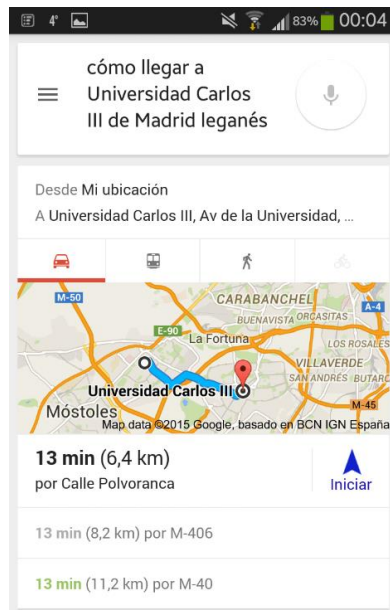 4° 83% 00:04
cómo llegar a
Universidad Carlos
III de Madrid leganés
Desde Mi ubicación
A Universidad Carlos III, Av de la Universidad, ...
M-50
CARABANCHEL
A-4
BUENAVISTA ORCASITAS
E-90
La Fortuna
LOS ROSALES
VILLAVERDE
SAN ANDRÉS BUTARQ
Universidad Carlos III
M-45
Móstoles
Map data ©2015 Google, basado en BCN IGN España
13 min (6,4 km)
por Calle Polvoranca
Iniciar
13 min (8,2 km) por M-406
13 min (11,2 km) por M-40